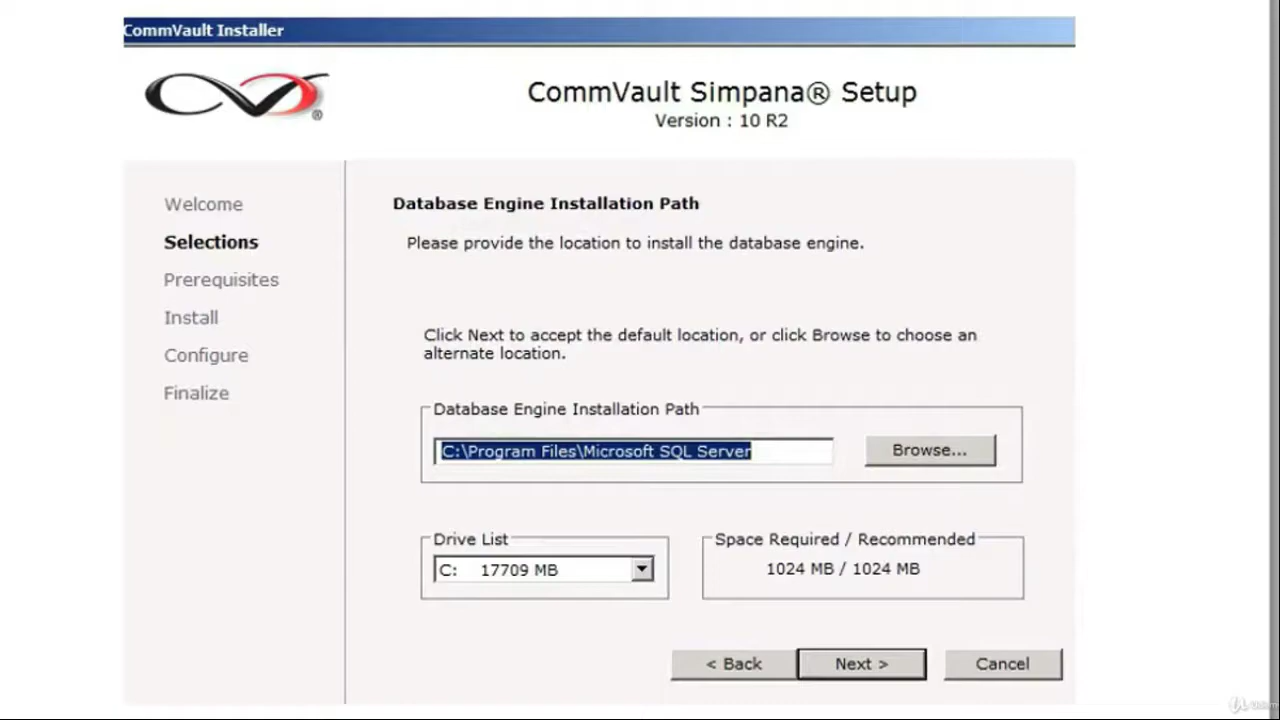 CommVault Installer
®
CommVault Simpana® Setup
Version : 10 R2
Welcome
Selections
Prerequisites
Install
Configure
Finalize
Database Engine Installation Path
Please provide the location to install the database engine.
Click Next to accept the default location, or click Browse to choose an
alternate location.
Database Engine Installation Path
C:\Program Files\Microsoft SQL Server
Browse...
Drive List
C: 17709 MB
Space Required / Recommended
1024 MB / 1024 MB
< Back
Next >
Cancel